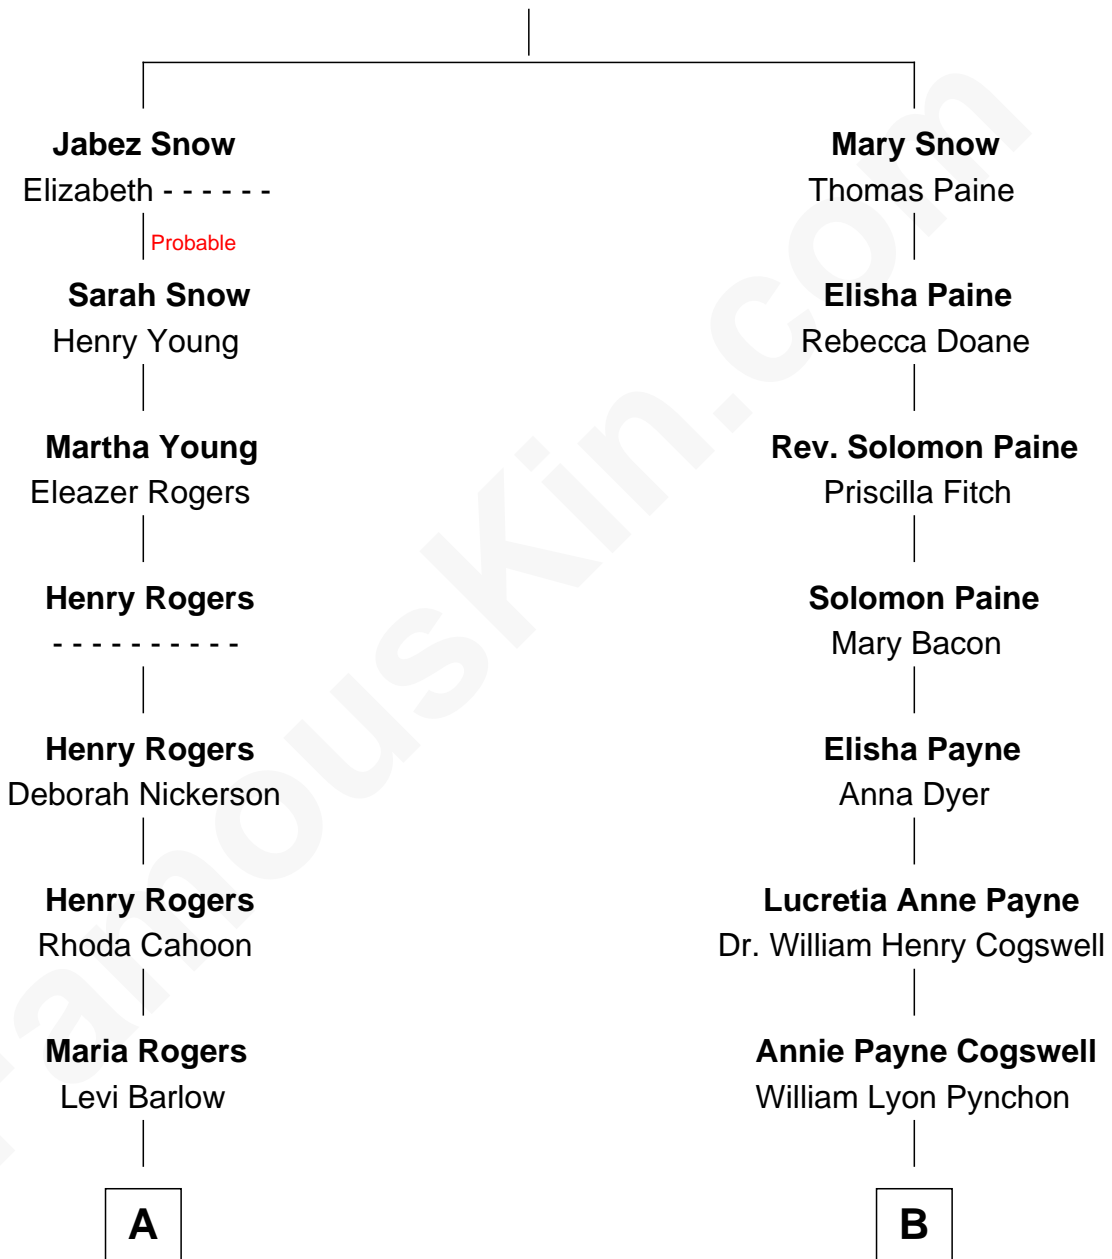 Jabez Snow
Elizabeth - - - - - -
Probable
Sarah Snow
Henry Young
Martha Young
Eleazer Rogers
Henry Rogers
- - - - - - - - - -
Henry Rogers
Deborah Nickerson
Henry Rogers
Rhoda Cahoon
Maria Rogers
Levi Barlow
A
Mary Snow
Thomas Paine
Elisha Paine
Rebecca Doane
Rev. Solomon Paine
Priscilla Fitch
Solomon Paine
Mary Bacon
Elisha Payne
Anna Dyer
Lucretia Anne Payne
Dr. William Henry Cogswell
Annie Payne Cogswell
William Lyon Pynchon
B
FamousKin.com